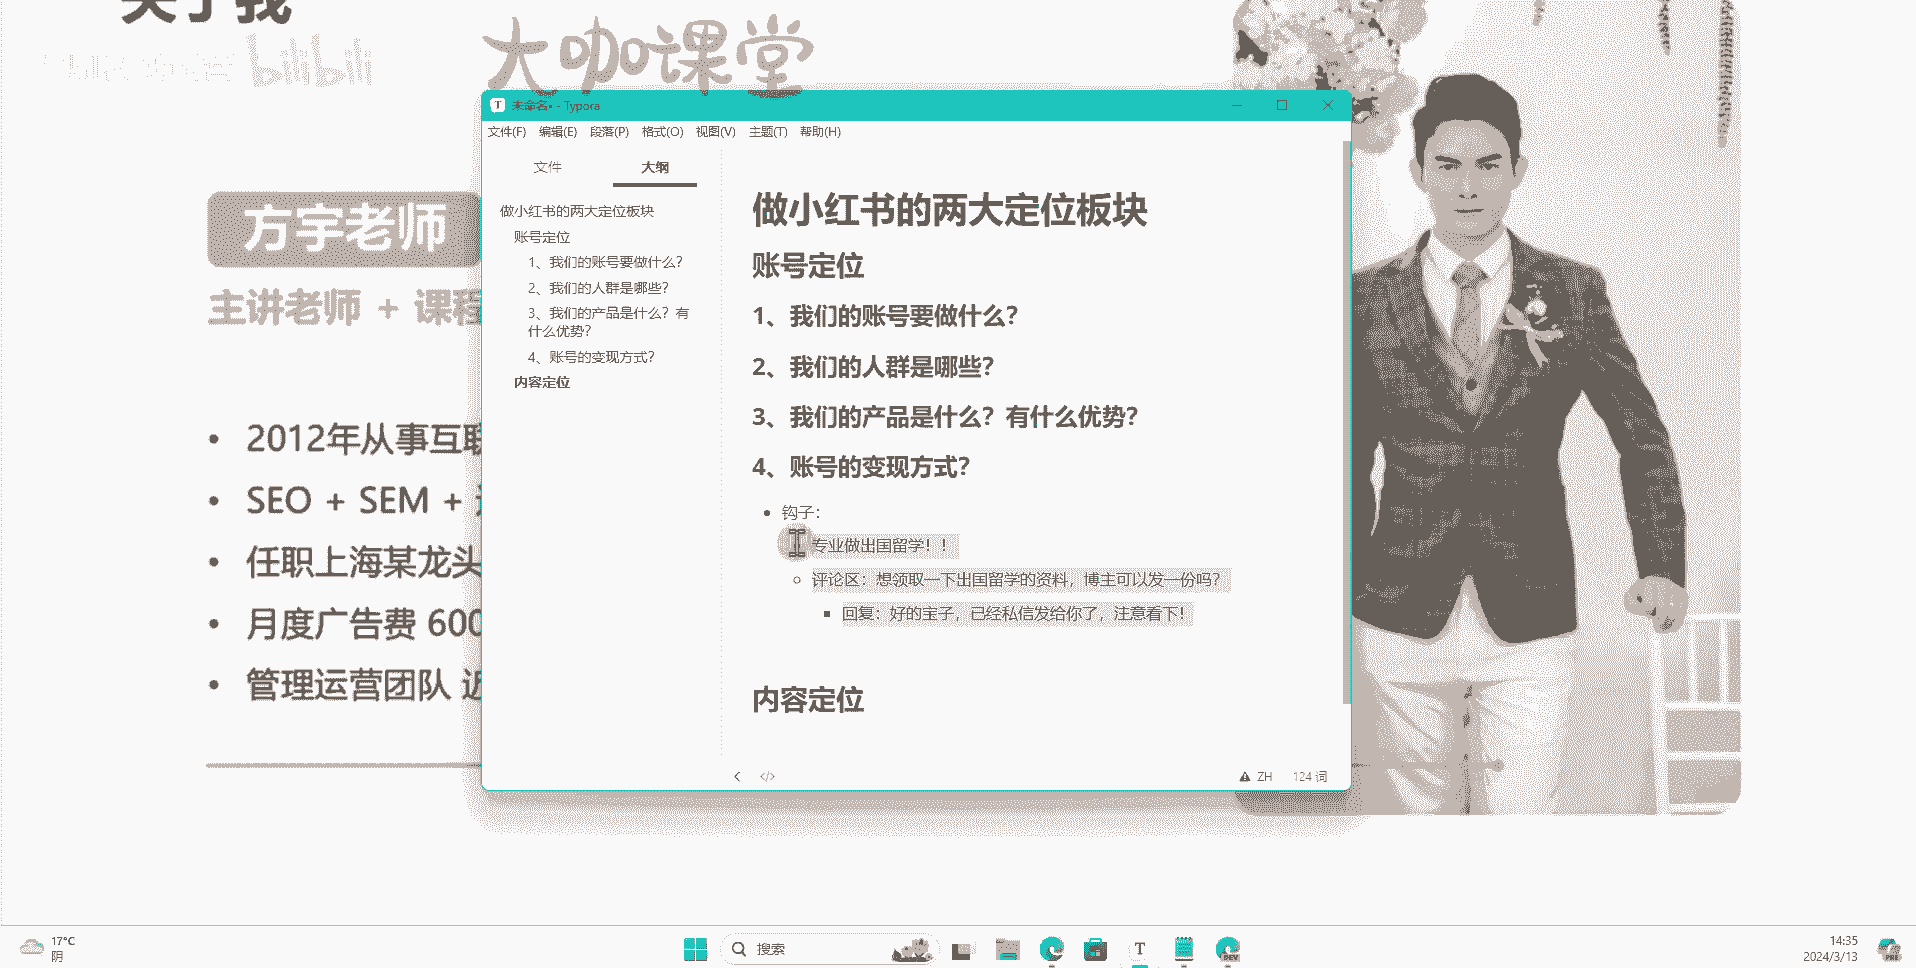 关于我
bilibili
大咖课堂
方宇老师
主讲老师 + 课程
2012年从事互联
SEO + SEM +
任职上海某龙头
月度广告费 600
管理运营团队 近
未命名• - Typora
文件(F) 编辑(E) 段落(P) 格式(O) 视图(V) 主题(T) 帮助(H)
文件 大纲
做小红书的两大定位板块
账号定位
1、我们的账号要做什么？
2、我们的人群是哪些？
3、我们的产品是什么？有
什么优势？
4、账号的变现方式？
内容定位
做小红书的两大定位板块
账号定位
1、我们的账号要做什么？
2、我们的人群是哪些？
3、我们的产品是什么？有什么优势？
4、账号的变现方式？
钩子：
专业做出国留学！！
评论区：想领取一下出国留学的资料，博主可以发一份吗？
回复：好的宝子，已经私信发给你了，注意看下！
内容定位
ZH 124 词
17°C
阴
搜索
T
DEV
14:35
2024/3/13
PRE